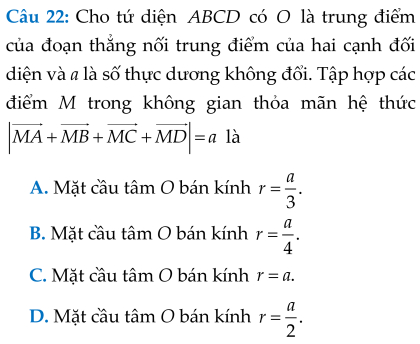 Câu 22: Cho tứ diện ABCD có O là trung điểm
của đoạn thẳng nối trung điểm của hai cạnh đối
diện và a là số thực dương không đổi. Tập hợp các
điểm M trong không gian thỏa mãn hệ thức
|\overrightarrow{MA} + \overrightarrow{MB} + \overrightarrow{MC} + \overrightarrow{MD}| = a là
A. Mặt cầu tâm O bán kính r = \frac{a}{3}.
B. Mặt cầu tâm O bán kính r = \frac{a}{4}.
C. Mặt cầu tâm O bán kính r = a.
D. Mặt cầu tâm O bán kính r = \frac{a}{2}.